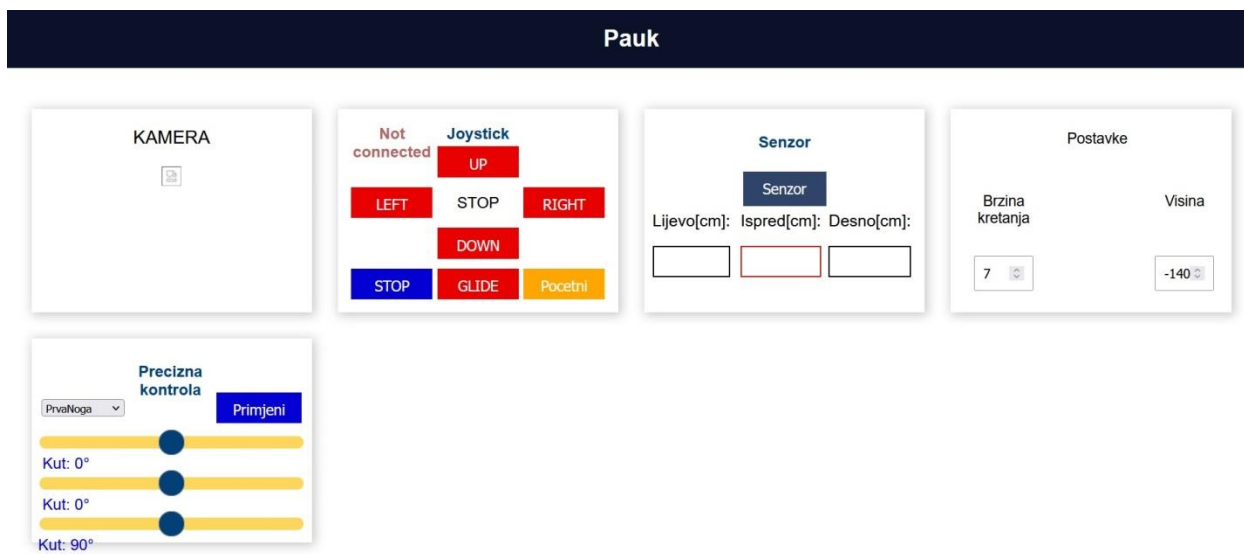 Pauk
KAMERA
Not
connected
Joystick
UP
LEFT
STOP
RIGHT
DOWN
STOP
GLIDE
Pocetni
Senzor
Senzor
Lijevo[cm]:
Ispred[cm]:
Desno[cm]:
Postavke
Brzina
kretanja
Visina
7
-140
Precizna
kontrola
PrvaNoga
Primjeni
Kut: 0°
Kut: 0°
Kut: 90°